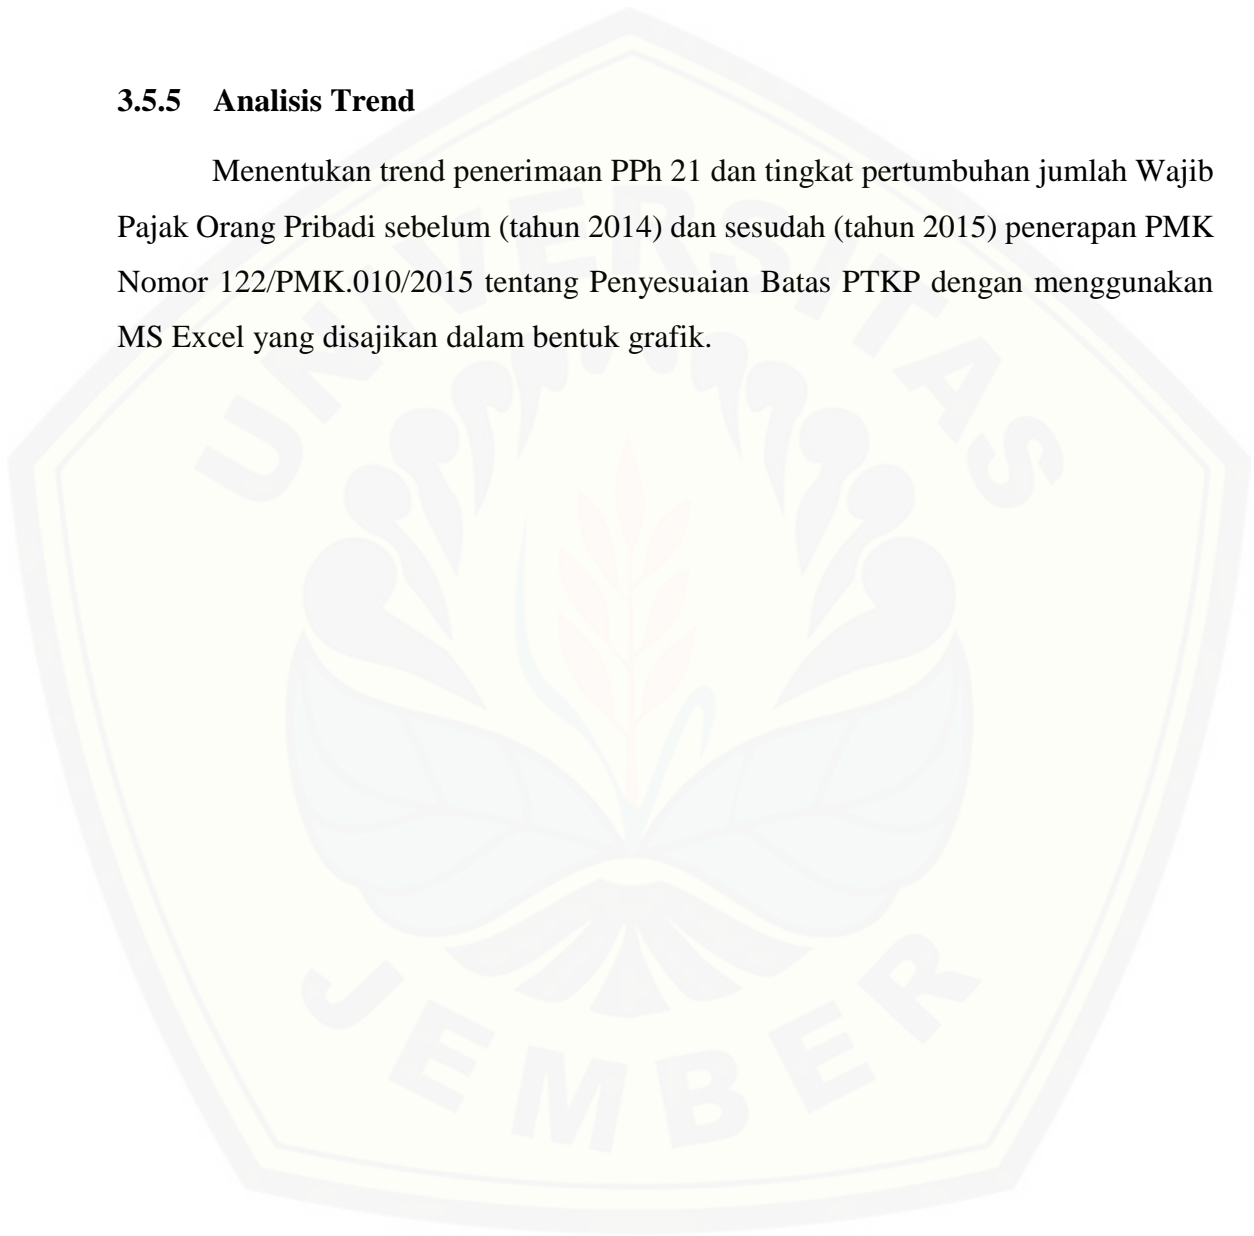 3.5.5 Analisis Trend
Menentukan trend penerimaan PPh 21 dan tingkat pertumbuhan jumlah Wajib
Pajak Orang Pribadi sebelum (tahun 2014) dan sesudah (tahun 2015) penerapan PMK
Nomor 122/PMK.010/2015 tentang Penyesuaian Batas PTKP dengan menggunakan
MS Excel yang disajikan dalam bentuk grafik.
UNIVERSITAS
JEMBER